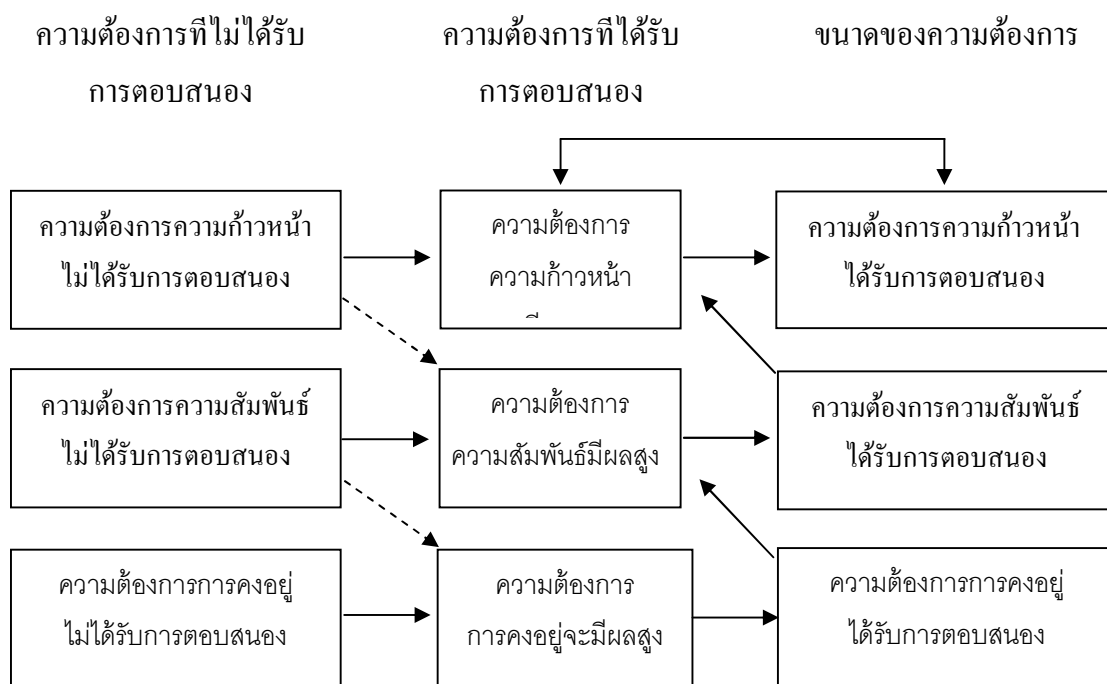 ความต้องการที่ไม่ได้รับ
การตอบสนอง
ความต้องการที่ได้รับ
การตอบสนอง
ขนาดของความต้องการ
ความต้องการความก้าวหน้า
ไม่ได้รับการตอบสนอง
ความต้องการ
ความก้าวหน้า
ความต้องการความก้าวหน้า
ได้รับการตอบสนอง
ความต้องการความสัมพันธ์
ไม่ได้รับการตอบสนอง
ความต้องการ
ความสัมพันธ์มีผลสูง
ความต้องการความสัมพันธ์
ได้รับการตอบสนอง
ความต้องการการคงอยู่
ไม่ได้รับการตอบสนอง
ความต้องการ
การคงอยู่จะมีผลสูง
ความต้องการการคงอยู่
ได้รับการตอบสนอง